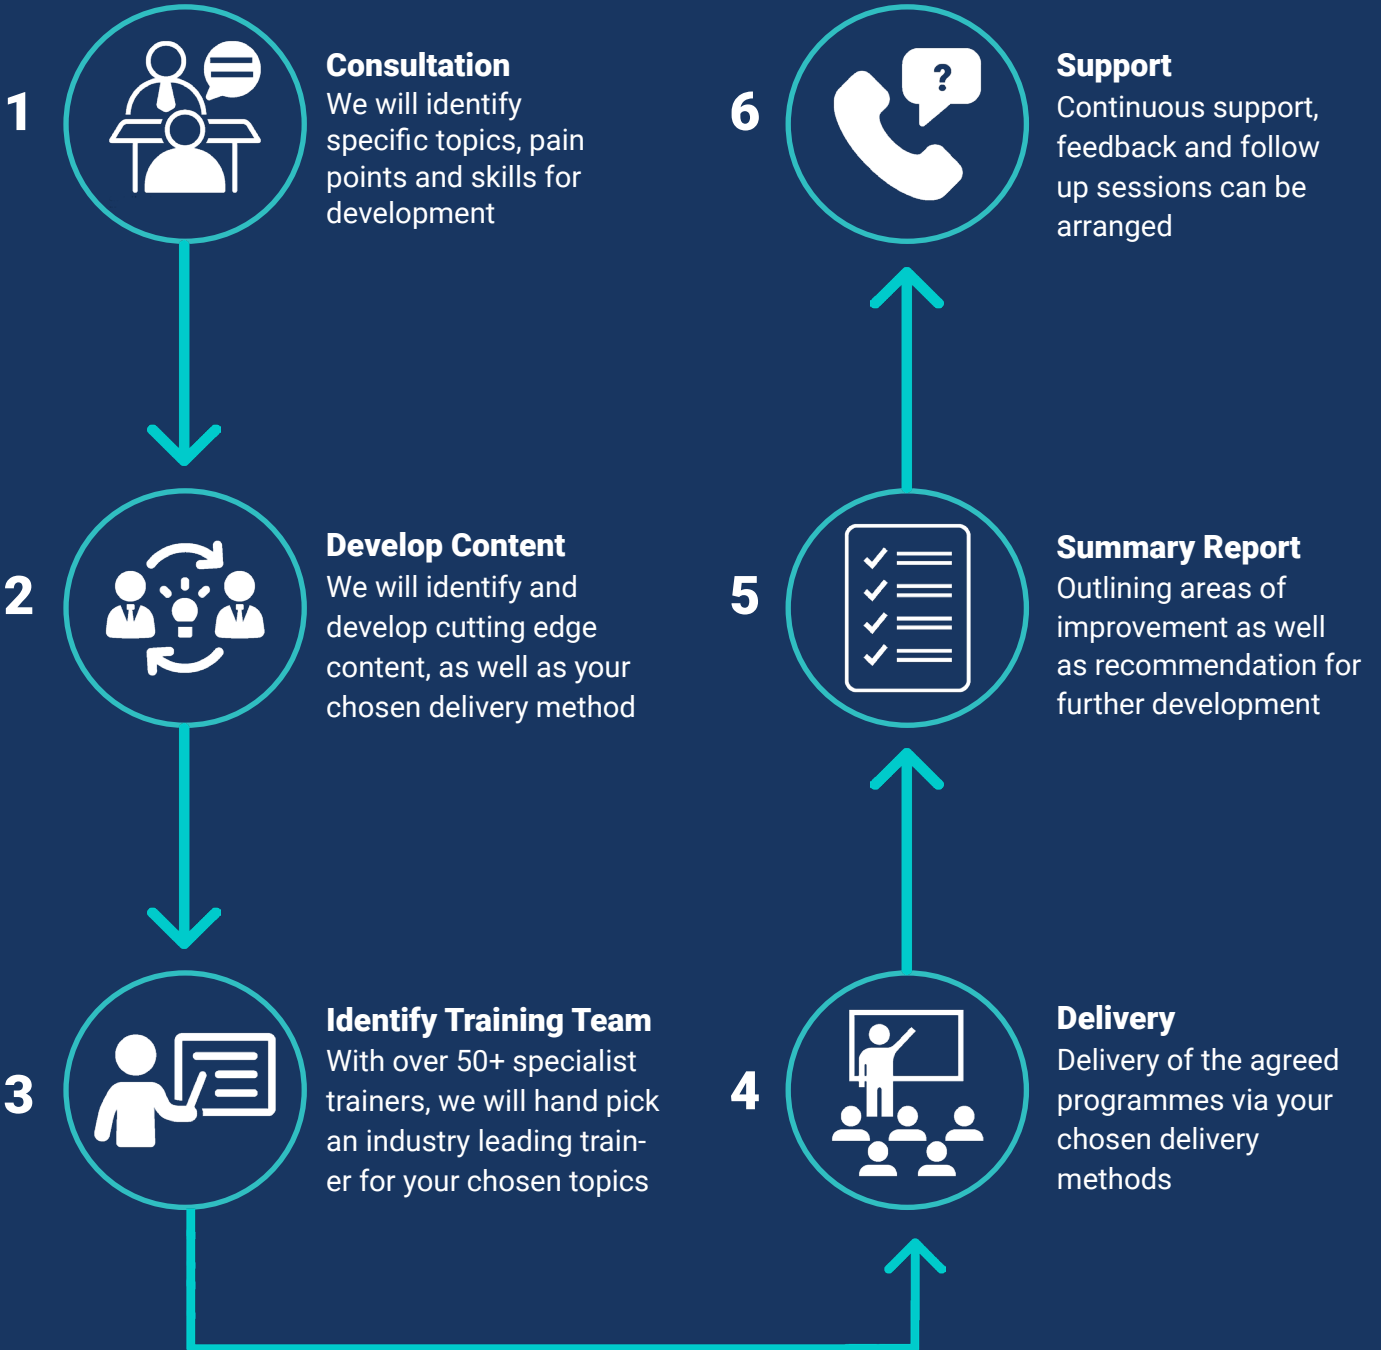 1
Consultation
We will identify
specific topics, pain
points and skills for
development
2
Develop Content
We will identify and
develop cutting edge
content, as well as your
chosen delivery method
3
Identify Training Team
With over 50+ specialist
trainers, we will hand pick
an industry leading train-
er for your chosen topics
4
Delivery
Delivery of the agreed
programmes via your
chosen delivery
methods
5
Summary Report
Outlining areas of
improvement as well
as recommendation for
further development
6
?
Support
Continuous support,
feedback and follow
up sessions can be
arranged